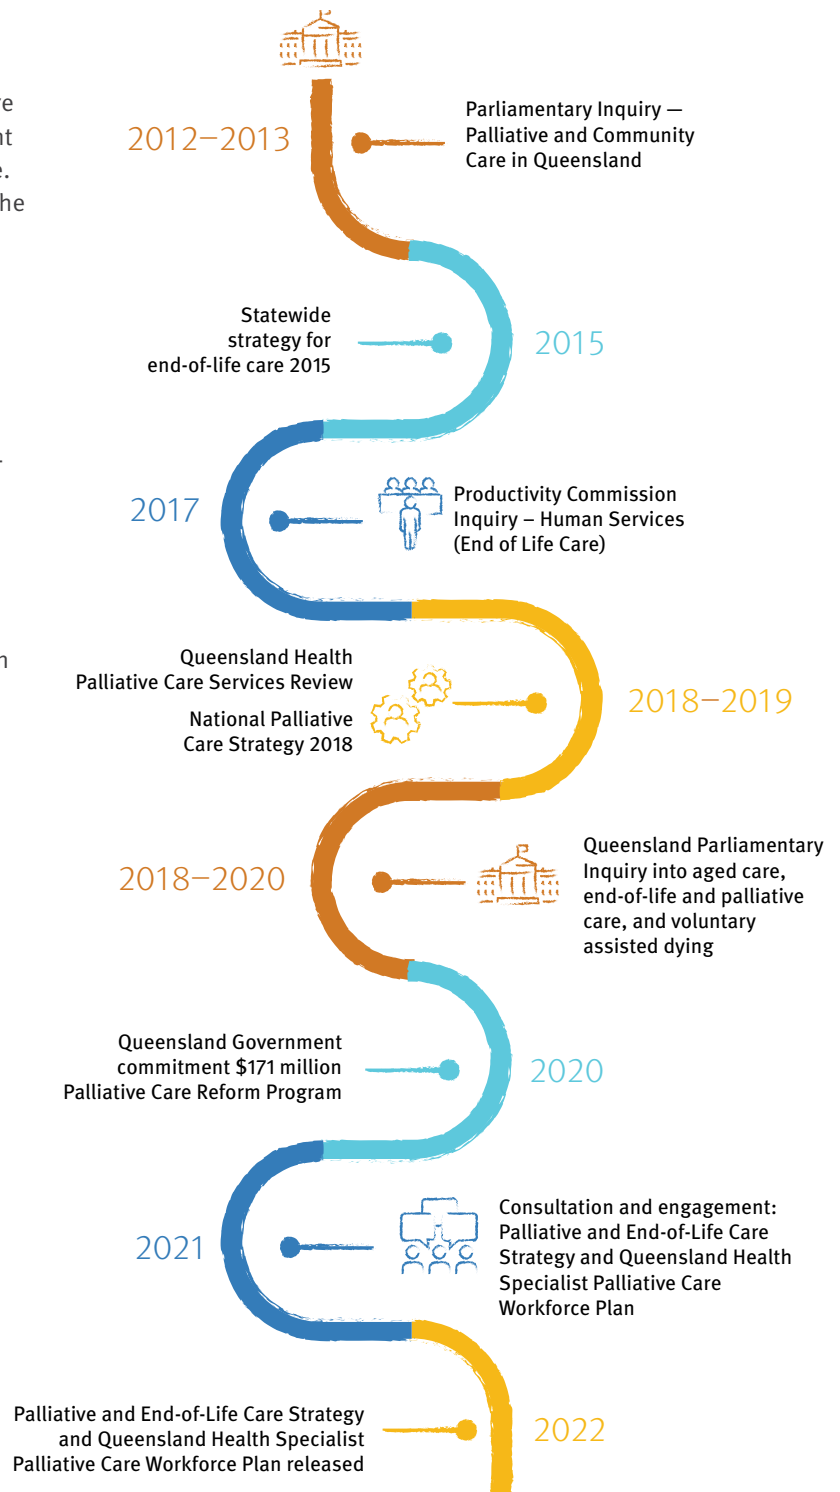 re
nt
e.
he
2012–2013
Parliamentary Inquiry —
Palliative and Community
Care in Queensland
Statewide
strategy for
end-of-life care 2015
2015
2017
Productivity Commission
Inquiry – Human Services
(End of Life Care)
n
Queensland Health
Palliative Care Services Review
National Palliative
Care Strategy 2018
2018–2019
2018–2020
Queensland Parliamentary
Inquiry into aged care,
end-of-life and palliative
care, and voluntary
assisted dying
Queensland Government
commitment $171 million
Palliative Care Reform Program
2020
2021
Consultation and engagement:
Palliative and End-of-Life Care
Strategy and Queensland Health
Specialist Palliative Care
Workforce Plan
Palliative and End-of-Life Care Strategy
and Queensland Health Specialist
Palliative Care Workforce Plan released
2022